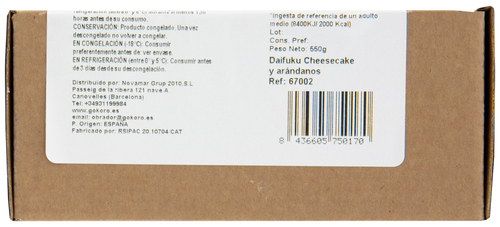 horas antes de su consumo.
CONSERVACIÓN: Producto congelado. Una vez
descongelado no volver a congelar.
EN CONGELACIÓN (-18°C): Consumir
preferentemente antes de: ver envase.
EN REFRIGERACIÓN (entre 0° y 5°C): Consumir antes
de 3 días desde su descongelación.
Distribuido por: Novamar Grup 2010,S.L
Passeig de la ribera 121 nave A
Canovelles (Barcelona)
Tel: +34931199984
www.gokoro.es
email: obrador@gokoro.es
P. Origen: ESPAÑA
Fabricado por: RSIPAC 20.10704/CAT
*Ingesta de referencia de un adulto
medio (8400KJ/ 2000 Kcal)
Lot:
Cons. Pref:
Peso Neto: 550g
Daifuku Cheesecake
y arándanos
Ref: 67002
8 436605 750170